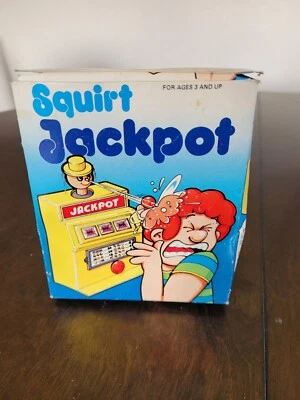 FOR AGES 3 AND UP
Squirt
Jackpot
JACKPOT